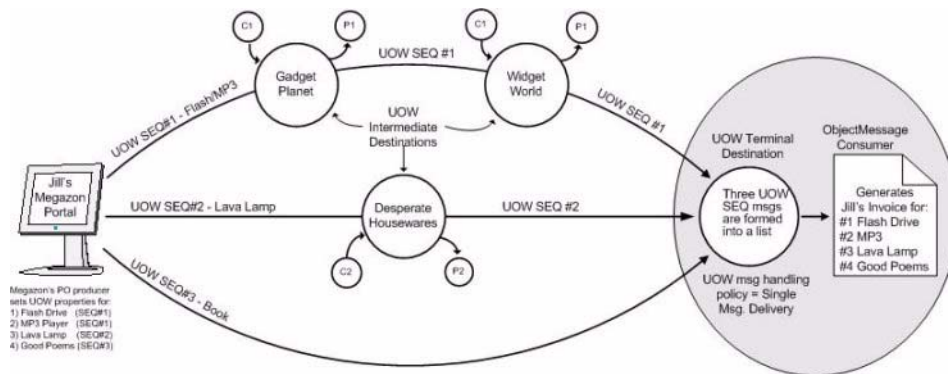 C1
P1
C1
P1
UOW SEQ #1
Gadget
Planet
Widget
World
UOW SEQ#1 - Flash/MP3
UOW
Intermediate
Destinations
UOW SEQ #1
UOW Terminal
Destination
ObjectMessage
Consumer
Jill's
Megazon
Portal
UOW SEQ#2 - Lava Lamp
Desperate
Housewares
UOW SEQ #2
Three UOW
SEQ msgs
are formed
into a list
Generates
Jill's Invoice for:
#1 Flash Drive
#2 MP3
#3 Lava Lamp
#4 Good Poems
C2
P2
UOW SEQ#3 - Book
UOW msg handling
policy = Single
Msg. Delivery
Megazon's PO producer
sets UOW properties for:
1) Flash Drive (SEQ#1)
2) MP3 Player (SEQ#1)
3) Lava Lamp (SEQ#2)
4) Good Poems (SEQ#3)